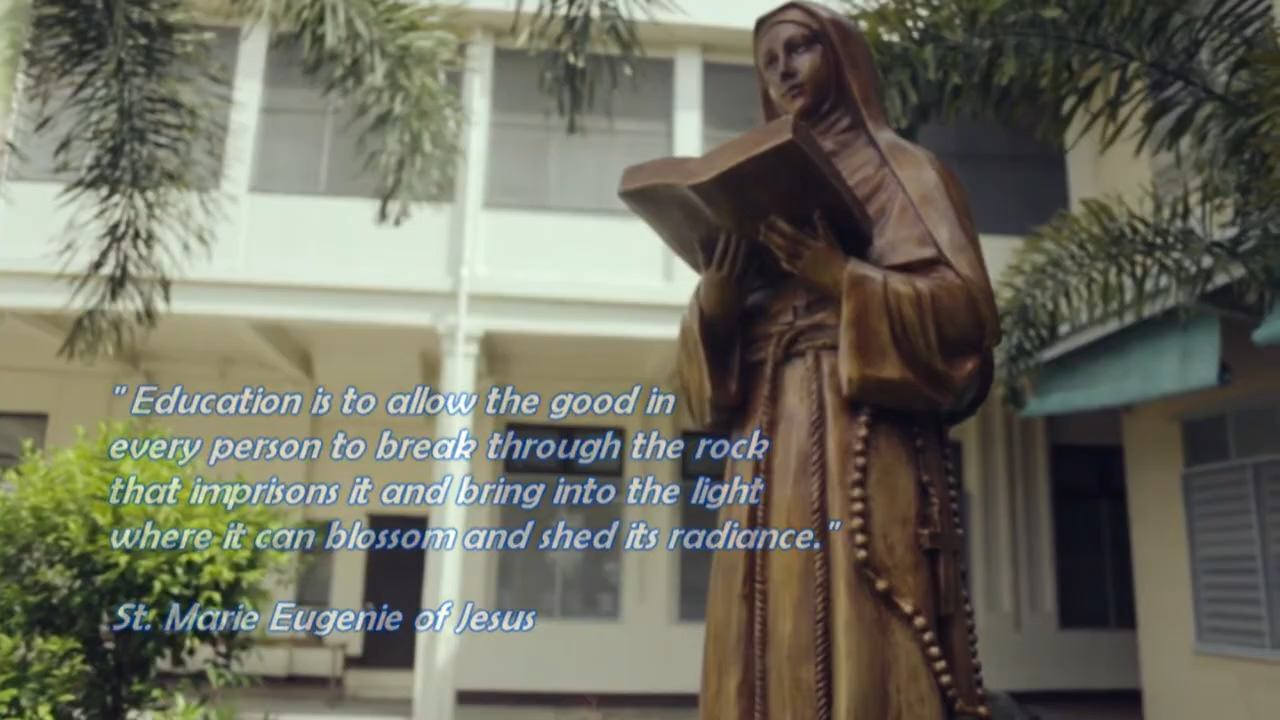 "Education is to allow the good in
every person to break through the rock
that imprisons it and bring into the light
where it can blossom and shed its radiance."
St. Marie Eugenie of Jesus